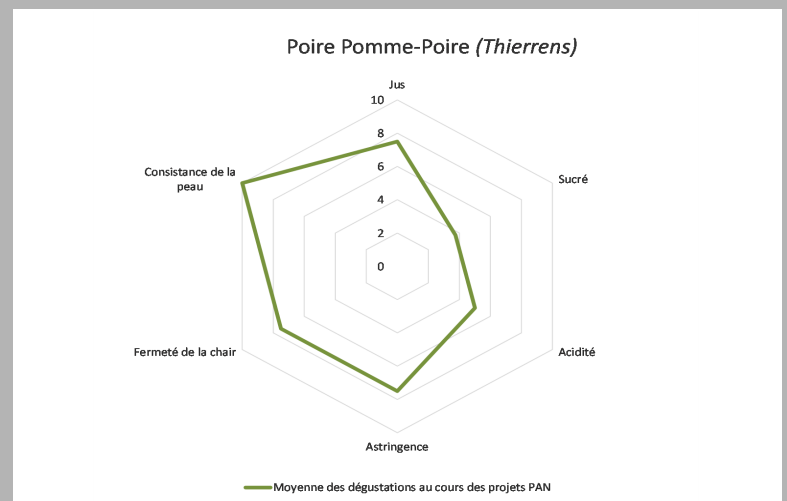 Poire Pomme-Poire (Thierrens)
Jus
10
8
6
4
2
0
Sucré
Acidité
Astringence
Fermeté de la chair
Consistance de la
peau
Moyenne des dégustations au cours des projets PAN